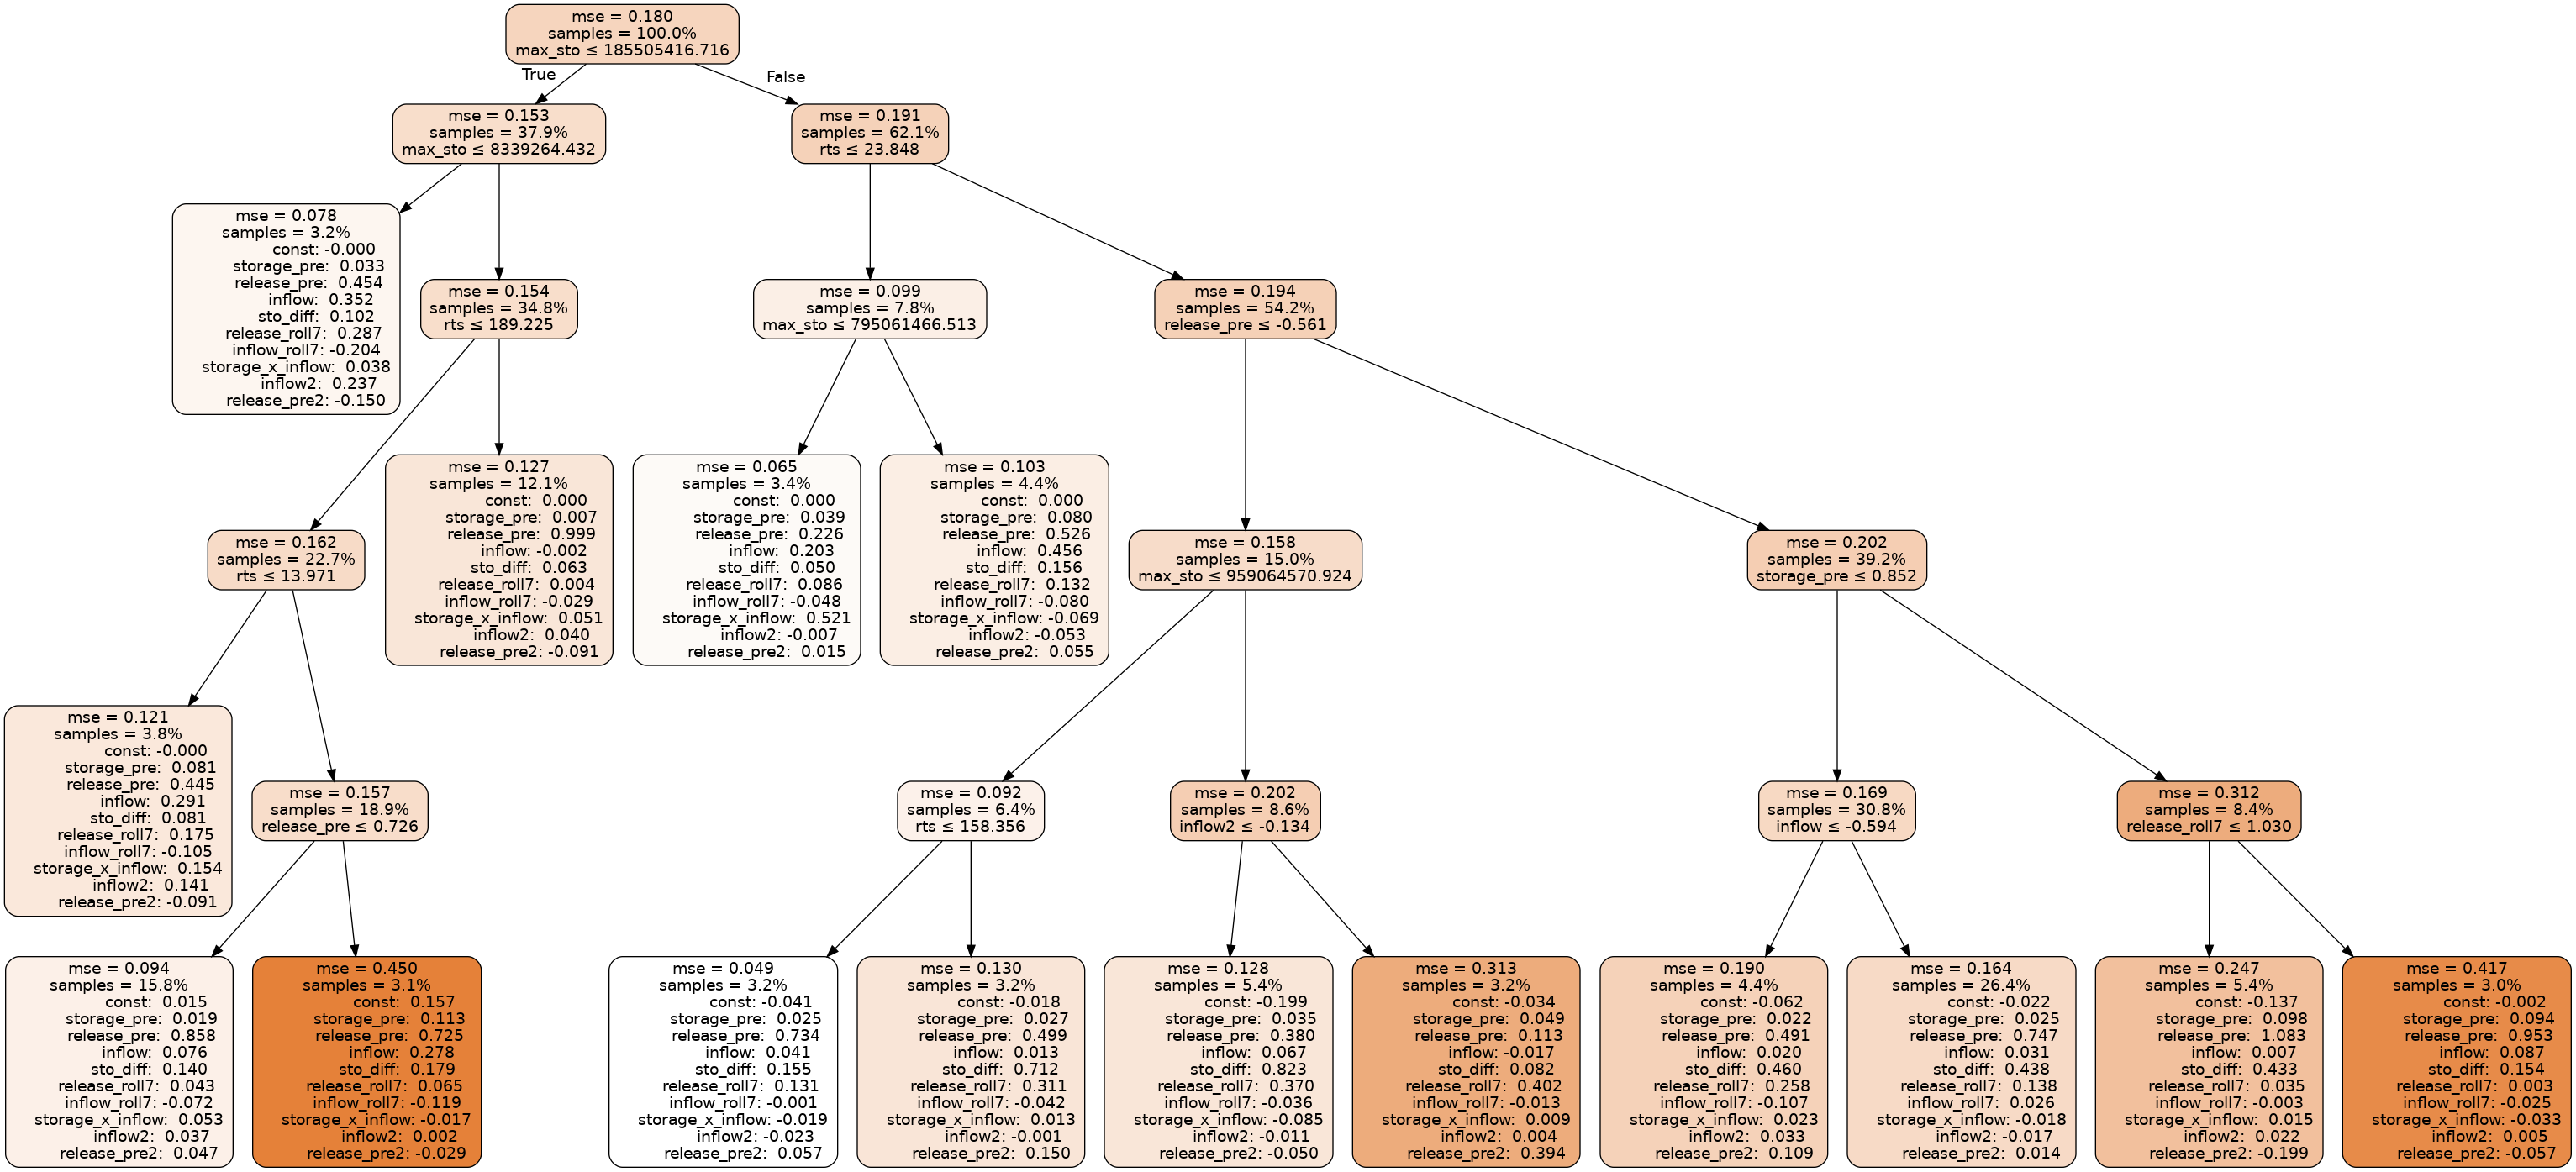 mse = 0.180
samples = 100.0%
max_sto ≤ 185505416.716
True
False
mse = 0.153
samples = 37.9%
max_sto ≤ 8339264.432
mse = 0.191
samples = 62.1%
rts ≤ 23.848
mse = 0.078
samples = 3.2%
const: -0.000
storage_pre:  0.033
release_pre:  0.454
inflow:  0.352
sto_diff:  0.102
release_roll7:  0.287
inflow_roll7: -0.204
storage_x_inflow:  0.038
inflow2:  0.237
release_pre2: -0.150
mse = 0.154
samples = 34.8%
rts ≤ 189.225
mse = 0.099
samples = 7.8%
max_sto ≤ 795061466.513
mse = 0.194
samples = 54.2%
release_pre ≤ -0.561
mse = 0.127
samples = 12.1%
const:  0.000
storage_pre:  0.007
release_pre:  0.999
inflow: -0.002
sto_diff:  0.063
release_roll7:  0.004
inflow_roll7: -0.029
storage_x_inflow:  0.051
inflow2:  0.040
release_pre2: -0.091
mse = 0.065
samples = 3.4%
const:  0.000
storage_pre:  0.039
release_pre:  0.226
inflow:  0.203
sto_diff:  0.050
release_roll7:  0.086
inflow_roll7: -0.048
storage_x_inflow:  0.521
inflow2: -0.007
release_pre2:  0.015
mse = 0.103
samples = 4.4%
const:  0.000
storage_pre:  0.080
release_pre:  0.526
inflow:  0.456
sto_diff:  0.156
release_roll7:  0.132
inflow_roll7: -0.080
storage_x_inflow: -0.069
inflow2: -0.053
release_pre2:  0.055
mse = 0.162
samples = 22.7%
rts ≤ 13.971
mse = 0.158
samples = 15.0%
max_sto ≤ 959064570.924
mse = 0.202
samples = 39.2%
storage_pre ≤ 0.852
mse = 0.121
samples = 3.8%
const: -0.000
storage_pre:  0.081
release_pre:  0.445
inflow:  0.291
sto_diff:  0.081
release_roll7:  0.175
inflow_roll7: -0.105
storage_x_inflow:  0.154
inflow2:  0.141
release_pre2: -0.091
mse = 0.157
samples = 18.9%
release_pre ≤ 0.726
mse = 0.092
samples = 6.4%
rts ≤ 158.356
mse = 0.202
samples = 8.6%
inflow2 ≤ -0.134
mse = 0.169
samples = 30.8%
inflow ≤ -0.594
mse = 0.312
samples = 8.4%
release_roll7 ≤ 1.030
mse = 0.094
samples = 15.8%
const:  0.015
storage_pre:  0.019
release_pre:  0.858
inflow:  0.076
sto_diff:  0.140
release_roll7:  0.043
inflow_roll7: -0.072
storage_x_inflow:  0.053
inflow2:  0.037
release_pre2:  0.047
mse = 0.450
samples = 3.1%
const:  0.157
storage_pre:  0.113
release_pre:  0.725
inflow:  0.278
sto_diff:  0.179
release_roll7:  0.065
inflow_roll7: -0.119
storage_x_inflow: -0.017
inflow2:  0.002
release_pre2: -0.029
mse = 0.049
samples = 3.2%
const: -0.041
storage_pre:  0.025
release_pre:  0.734
inflow:  0.041
sto_diff:  0.155
release_roll7:  0.131
inflow_roll7: -0.001
storage_x_inflow: -0.019
inflow2: -0.023
release_pre2:  0.057
mse = 0.130
samples = 3.2%
const: -0.018
storage_pre:  0.027
release_pre:  0.499
inflow:  0.013
sto_diff:  0.712
release_roll7:  0.311
inflow_roll7: -0.042
storage_x_inflow:  0.013
inflow2: -0.001
release_pre2:  0.150
mse = 0.128
samples = 5.4%
const: -0.199
storage_pre:  0.035
release_pre:  0.380
inflow:  0.067
sto_diff:  0.823
release_roll7:  0.370
inflow_roll7: -0.036
storage_x_inflow: -0.085
inflow2: -0.011
release_pre2: -0.050
mse = 0.313
samples = 3.2%
const: -0.034
storage_pre:  0.049
release_pre:  0.113
inflow: -0.017
sto_diff:  0.082
release_roll7:  0.402
inflow_roll7: -0.013
storage_x_inflow:  0.009
inflow2:  0.004
release_pre2:  0.394
mse = 0.190
samples = 4.4%
const: -0.062
storage_pre:  0.022
release_pre:  0.491
inflow:  0.020
sto_diff:  0.460
release_roll7:  0.258
inflow_roll7: -0.107
storage_x_inflow:  0.023
inflow2:  0.033
release_pre2:  0.109
mse = 0.164
samples = 26.4%
const: -0.022
storage_pre:  0.025
release_pre:  0.747
inflow:  0.031
sto_diff:  0.438
release_roll7:  0.138
inflow_roll7:  0.026
storage_x_inflow: -0.018
inflow2: -0.017
release_pre2:  0.014
mse = 0.247
samples = 5.4%
const: -0.137
storage_pre:  0.098
release_pre:  1.083
inflow:  0.007
sto_diff:  0.433
release_roll7:  0.035
inflow_roll7: -0.003
storage_x_inflow:  0.015
inflow2:  0.022
release_pre2: -0.199
mse = 0.417
samples = 3.0%
const: -0.002
storage_pre:  0.094
release_pre:  0.953
inflow:  0.087
sto_diff:  0.154
release_roll7:  0.003
inflow_roll7: -0.025
storage_x_inflow: -0.033
inflow2:  0.005
release_pre2: -0.057